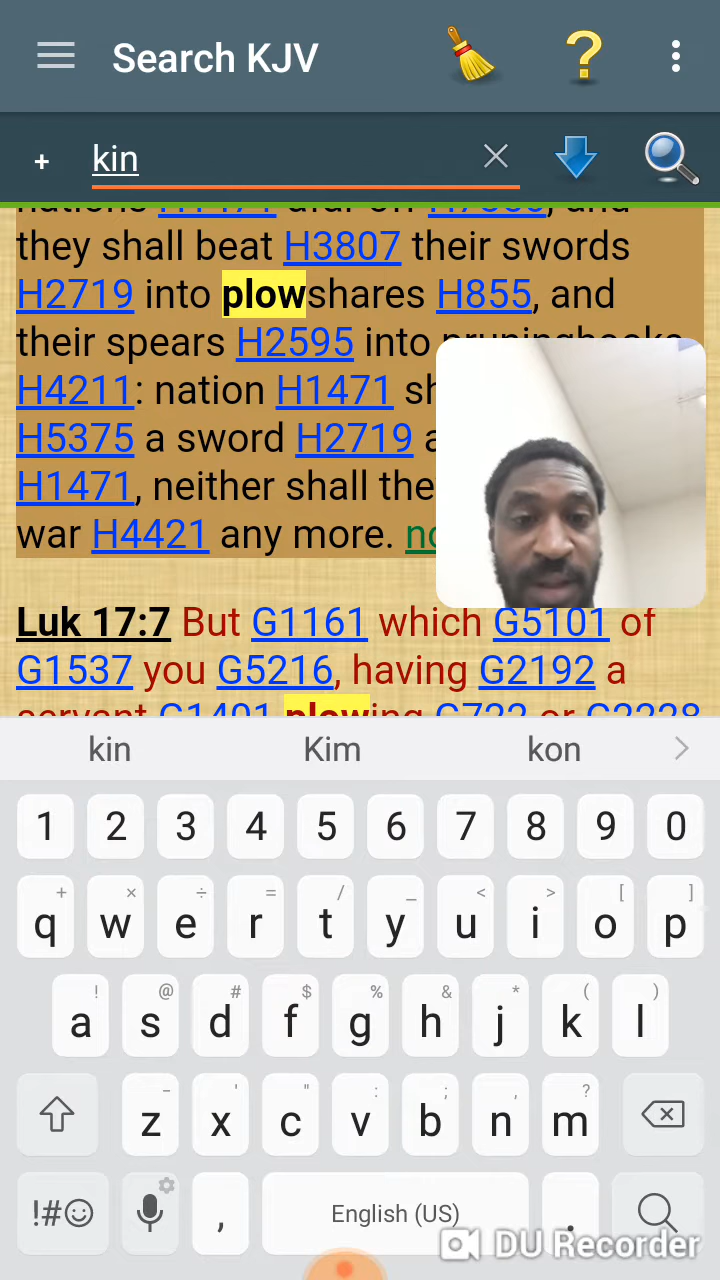 Search KJV
+ kin
they shall beat H3807 their swords
H2719 into plowshares H855, and
their spears H2595 into
H4211: nation H1471
H5375 a sword H2719
H1471, neither shall
war H4421 any more.
Luk 17:7 But G1161 which G5101 of
G1537 you G5216, having G2192 a
servant plowing or
kin Kim kon
1 2 3 4 5 6 7 8 9 0
+ × ÷ = / _ < > [ ]
q w e r t y u i o p
! @ # $ % & * ( )
a s d f g h j k l
- ' " : ; , ?
z x c v b n m
!#☺ , English (US) .
DU Recorder